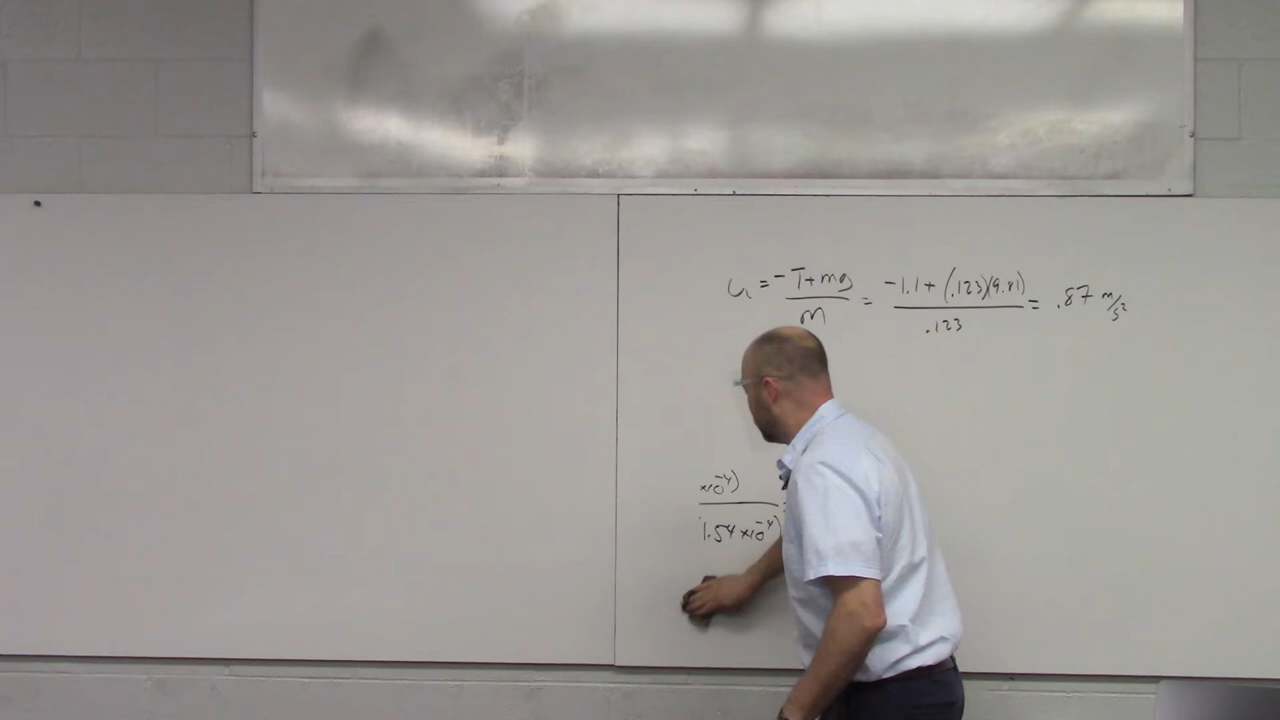 a = -T+mg / m = -1.1 + (.123)(9.81) / .123 = .87 m/s²
x10⁻⁴)
1.54 x10⁻⁴)